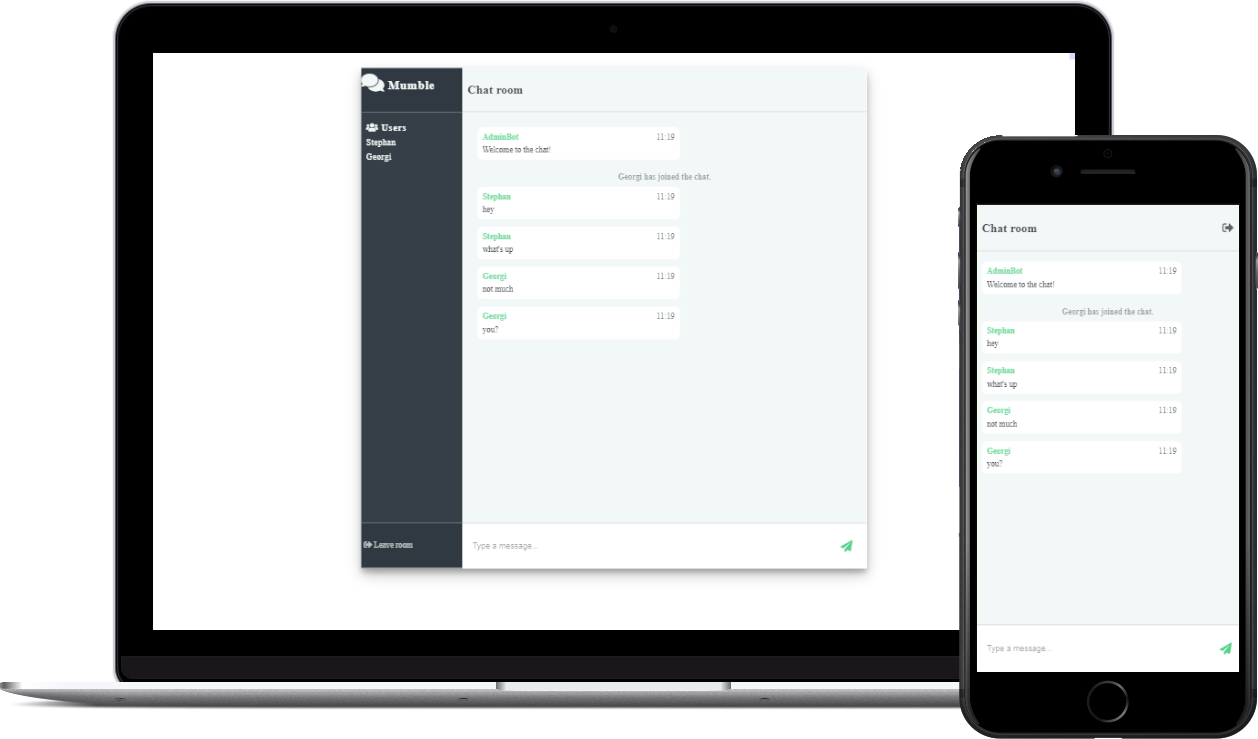 Mumble
Chat room
Users
Stephan
Georgi
AdminBot 11:19
Welcome to the chat!
Georgi has joined the chat.
Stephan 11:19
hey
Stephan 11:19
what's up
Georgi 11:19
not much
Georgi 11:19
you?
Leave room
Type a message...
Chat room
AdminBot 11:19
Welcome to the chat!
Georgi has joined the chat.
Stephan 11:19
hey
Stephan 11:19
what's up
Georgi 11:19
not much
Georgi 11:19
you?
Type a message...